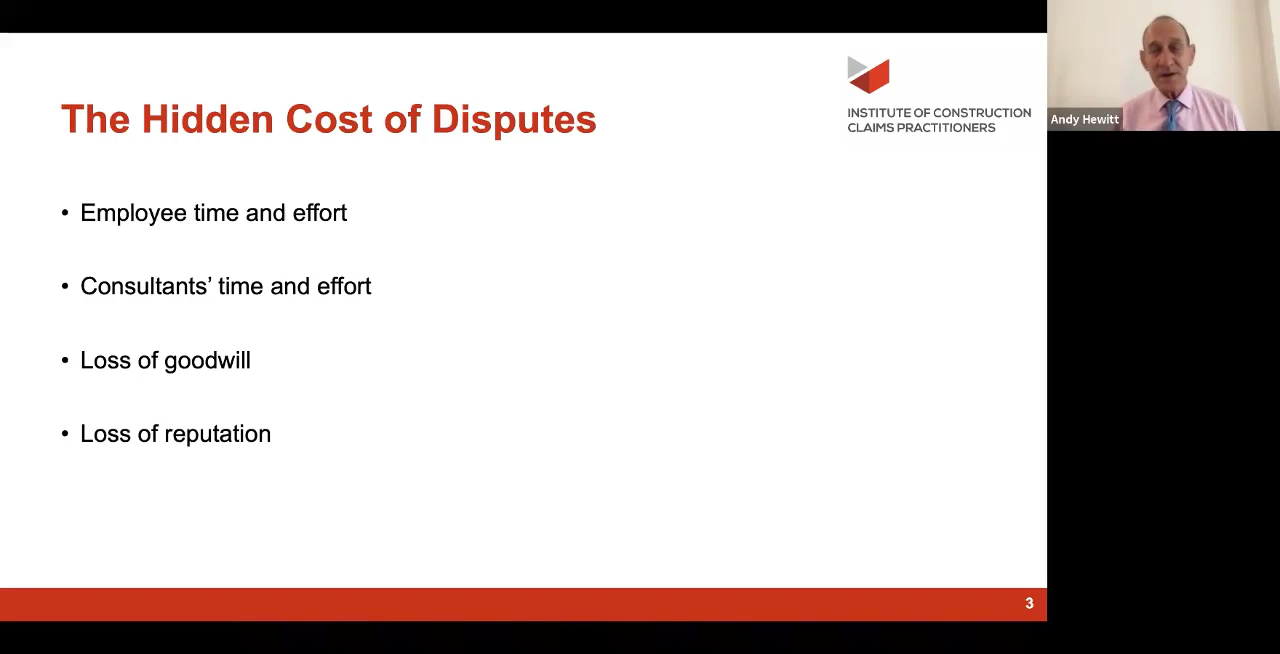 The Hidden Cost of Disputes
INSTITUTE OF CONSTRUCTION
CLAIMS PRACTITIONERS
Andy Hewitt
• Employee time and effort
• Consultants’ time and effort
• Loss of goodwill
• Loss of reputation
3